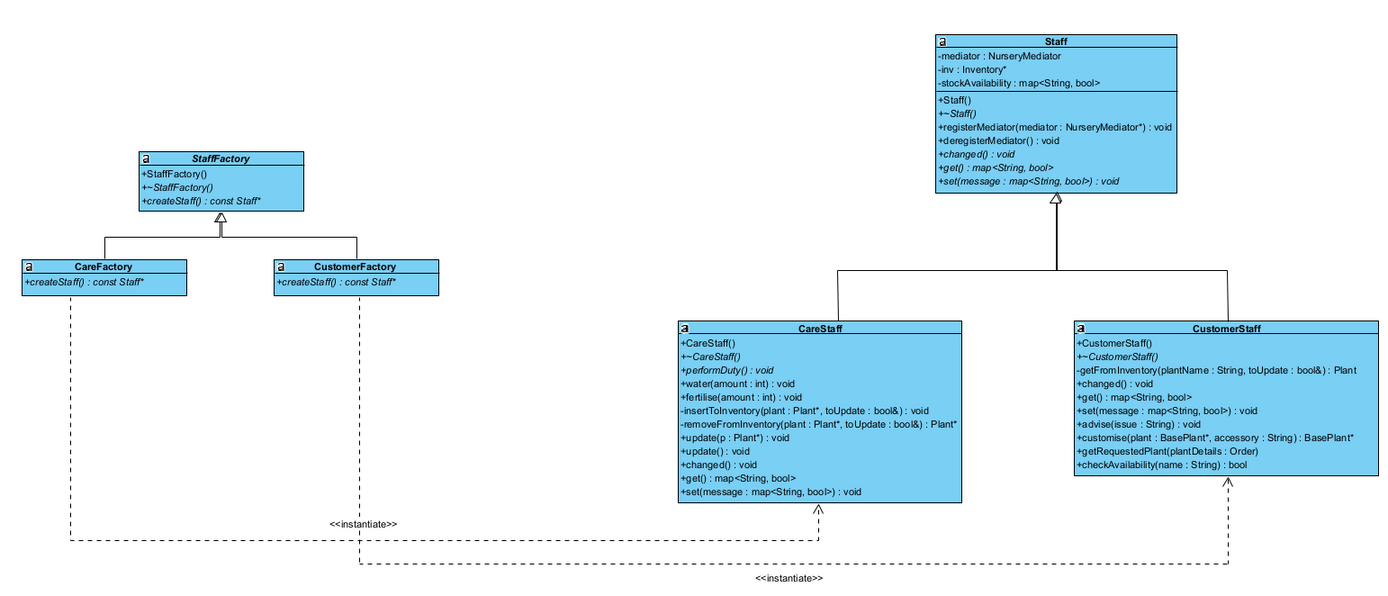 Staff
-mediator : NurseryMediator
-inv : Inventory*
-stockAvailability : map<String, bool>
+Staff()
+~Staff()
+registerMediator(mediator : NurseryMediator*) : void
+deregisterMediator() : void
+changed() : void
+get() : map<String, bool>
+set(message : map<String, bool>) : void
StaffFactory
+StaffFactory()
+~StaffFactory()
+createStaff() : const Staff*
CareFactory
+createStaff() : const Staff*
CustomerFactory
+createStaff() : const Staff*
CareStaff
+CareStaff()
+~CareStaff()
+performDuty() : void
+water(amount : int) : void
+fertilise(amount : int) : void
-insertToInventory(plant : Plant*, toUpdate : bool&) : void
-removeFromInventory(plant : Plant*, toUpdate : bool&) : Plant*
+update(p : Plant*) : void
+update() : void
+changed() : void
+get() : map<String, bool>
+set(message : map<String, bool>) : void
CustomerStaff
+CustomerStaff()
+~CustomerStaff()
-getFromInventory(plantName : String, toUpdate : bool&) : Plant
+changed() : void
+get() : map<String, bool>
+set(message : map<String, bool>) : void
+advise(issue : String) : void
+customise(plant : BasePlant*, accessory : String) : BasePlant*
+getRequestedPlant(plantDetails : Order)
+checkAvailability(name : String) : bool
<<instantiate>>
<<instantiate>>